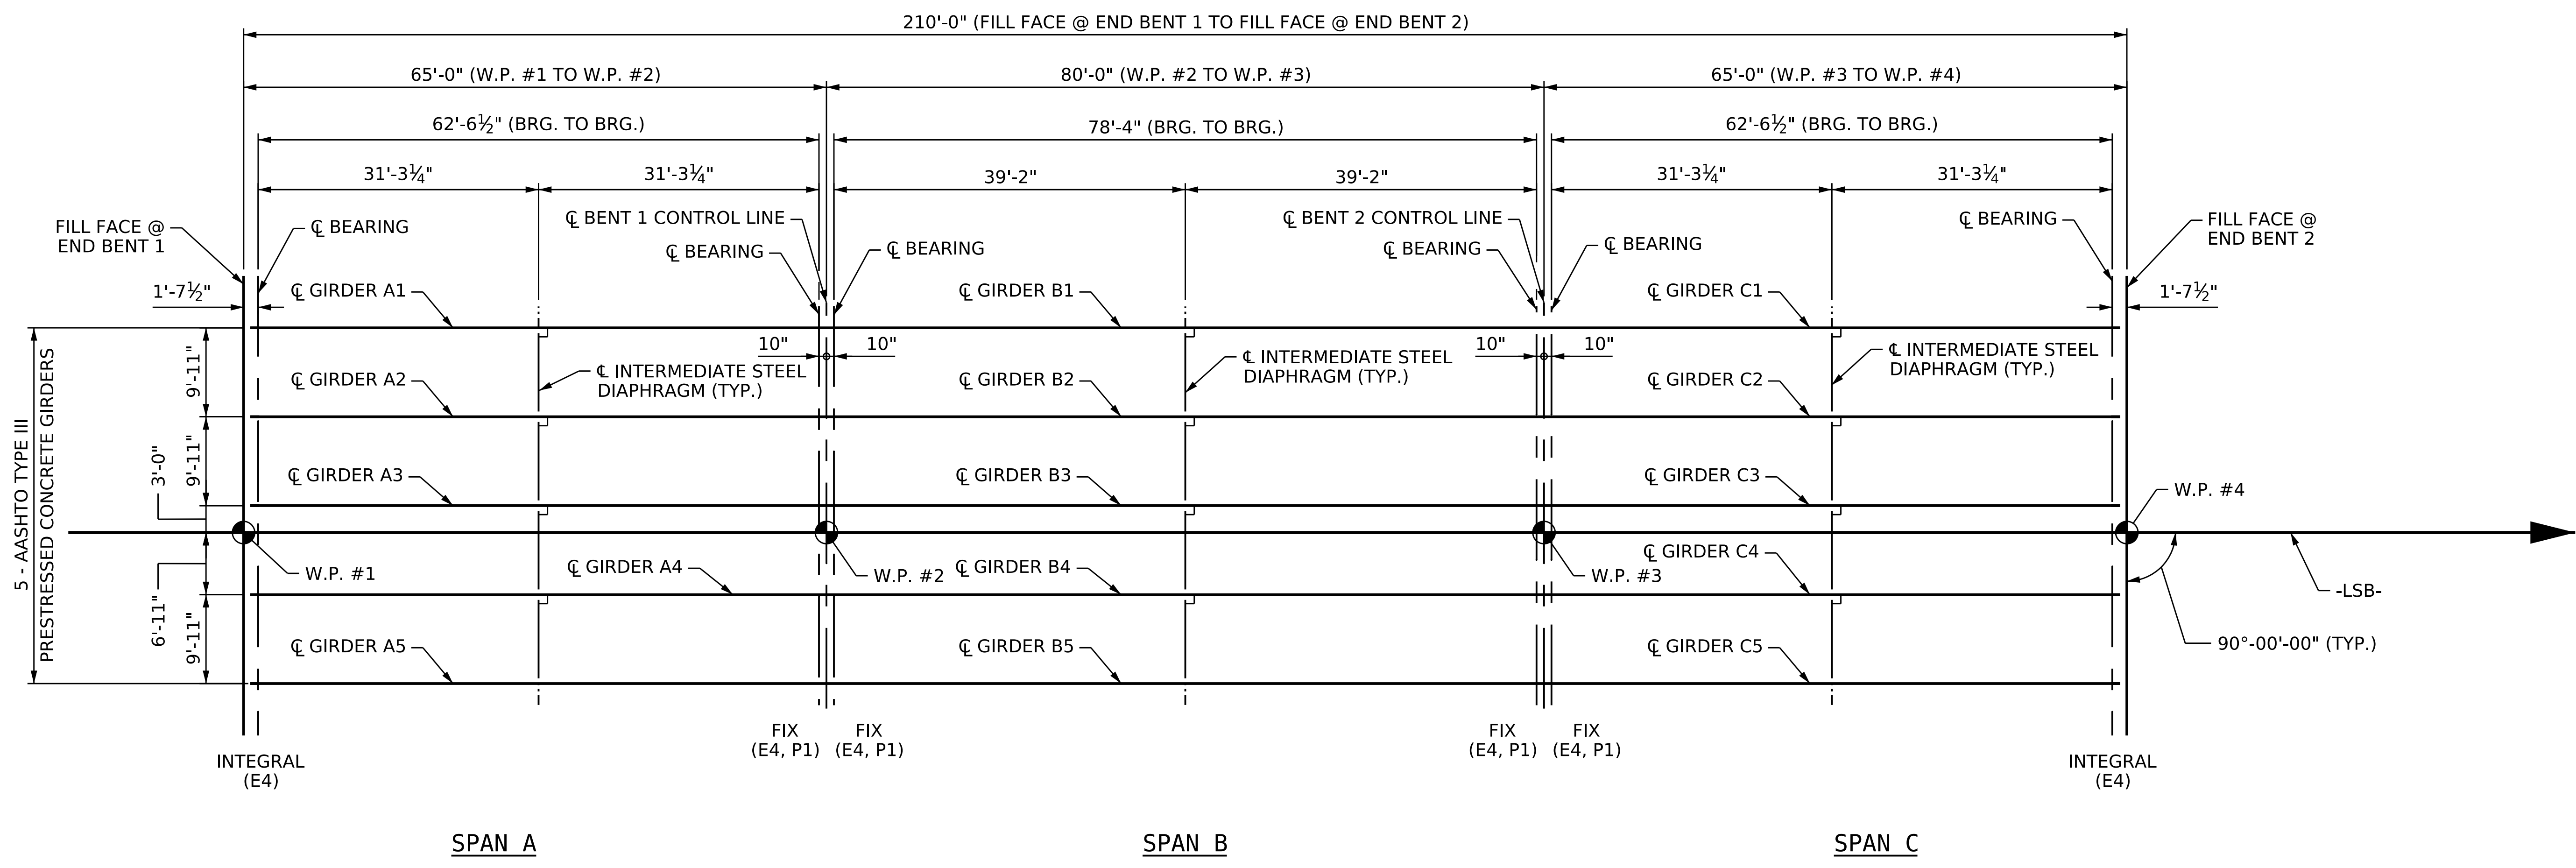 210'-0" (FILL FACE @ END BENT 1 TO FILL FACE @ END BENT 2)
65'-0" (W.P. #1 TO W.P. #2)
80'-0" (W.P. #2 TO W.P. #3)
65'-0" (W.P. #3 TO W.P. #4)
62'-6½" (BRG. TO BRG.)
78'-4" (BRG. TO BRG.)
62'-6½" (BRG. TO BRG.)
31'-3¼"
31'-3¼"
39'-2"
39'-2"
31'-3¼"
31'-3¼"
FILL FACE @
END BENT 1
℄ BEARING
℄ BENT 1 CONTROL LINE
℄ BEARING
℄ BEARING
℄ BENT 2 CONTROL LINE
℄ BEARING
℄ BEARING
℄ BEARING
FILL FACE @
END BENT 2
1'-7½"
℄ GIRDER A1
℄ GIRDER B1
℄ GIRDER C1
1'-7½"
10"
10"
10"
10"
℄ INTERMEDIATE STEEL
DIAPHRAGM (TYP.)
℄ INTERMEDIATE STEEL
DIAPHRAGM (TYP.)
℄ INTERMEDIATE STEEL
DIAPHRAGM (TYP.)
℄ GIRDER A2
℄ GIRDER B2
℄ GIRDER C2
5 - AASHTO TYPE III
PRESTRESSED CONCRETE GIRDERS
9'-11"
9'-11"
3'-0"
6'-11"
9'-11"
℄ GIRDER A3
℄ GIRDER B3
℄ GIRDER C3
W.P. #4
W.P. #1
℄ GIRDER A4
W.P. #2
℄ GIRDER B4
W.P. #3
℄ GIRDER C4
-LSB-
90°-00'-00" (TYP.)
℄ GIRDER A5
℄ GIRDER B5
℄ GIRDER C5
FIX
(E4, P1)
FIX
(E4, P1)
FIX
(E4, P1)
FIX
(E4, P1)
INTEGRAL
(E4)
INTEGRAL
(E4)
SPAN A
SPAN B
SPAN C